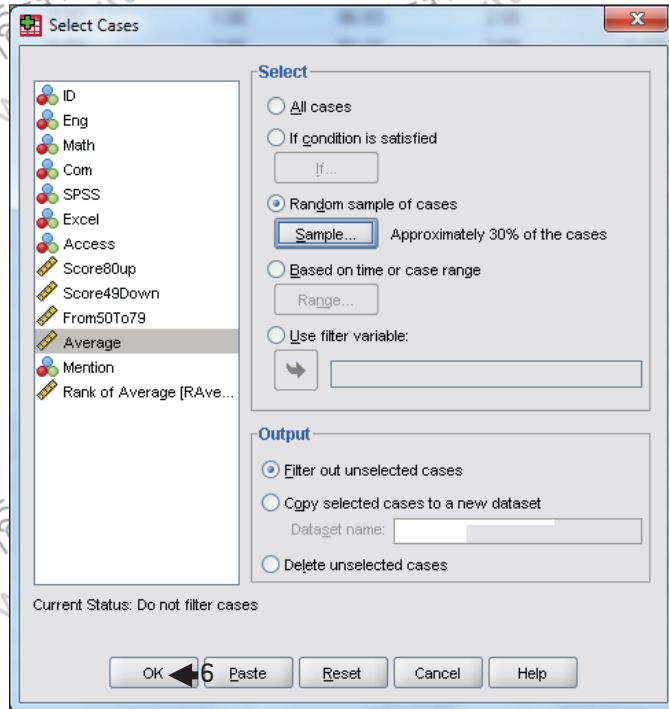 Select Cases
ID
Eng
Math
Com
SPSS
Excel
Access
Score80up
Score49Down
From50To79
Average
Mention
Rank of Average [RAve...
Select
All cases
If condition is satisfied
If...
Random sample of cases
Sample... Approximately 30% of the cases
Based on time or case range
Range...
Use filter variable:
Output
Filter out unselected cases
Copy selected cases to a new dataset
Dataset name:
Delete unselected cases
Current Status: Do not filter cases
OK 6 Paste Reset Cancel Help